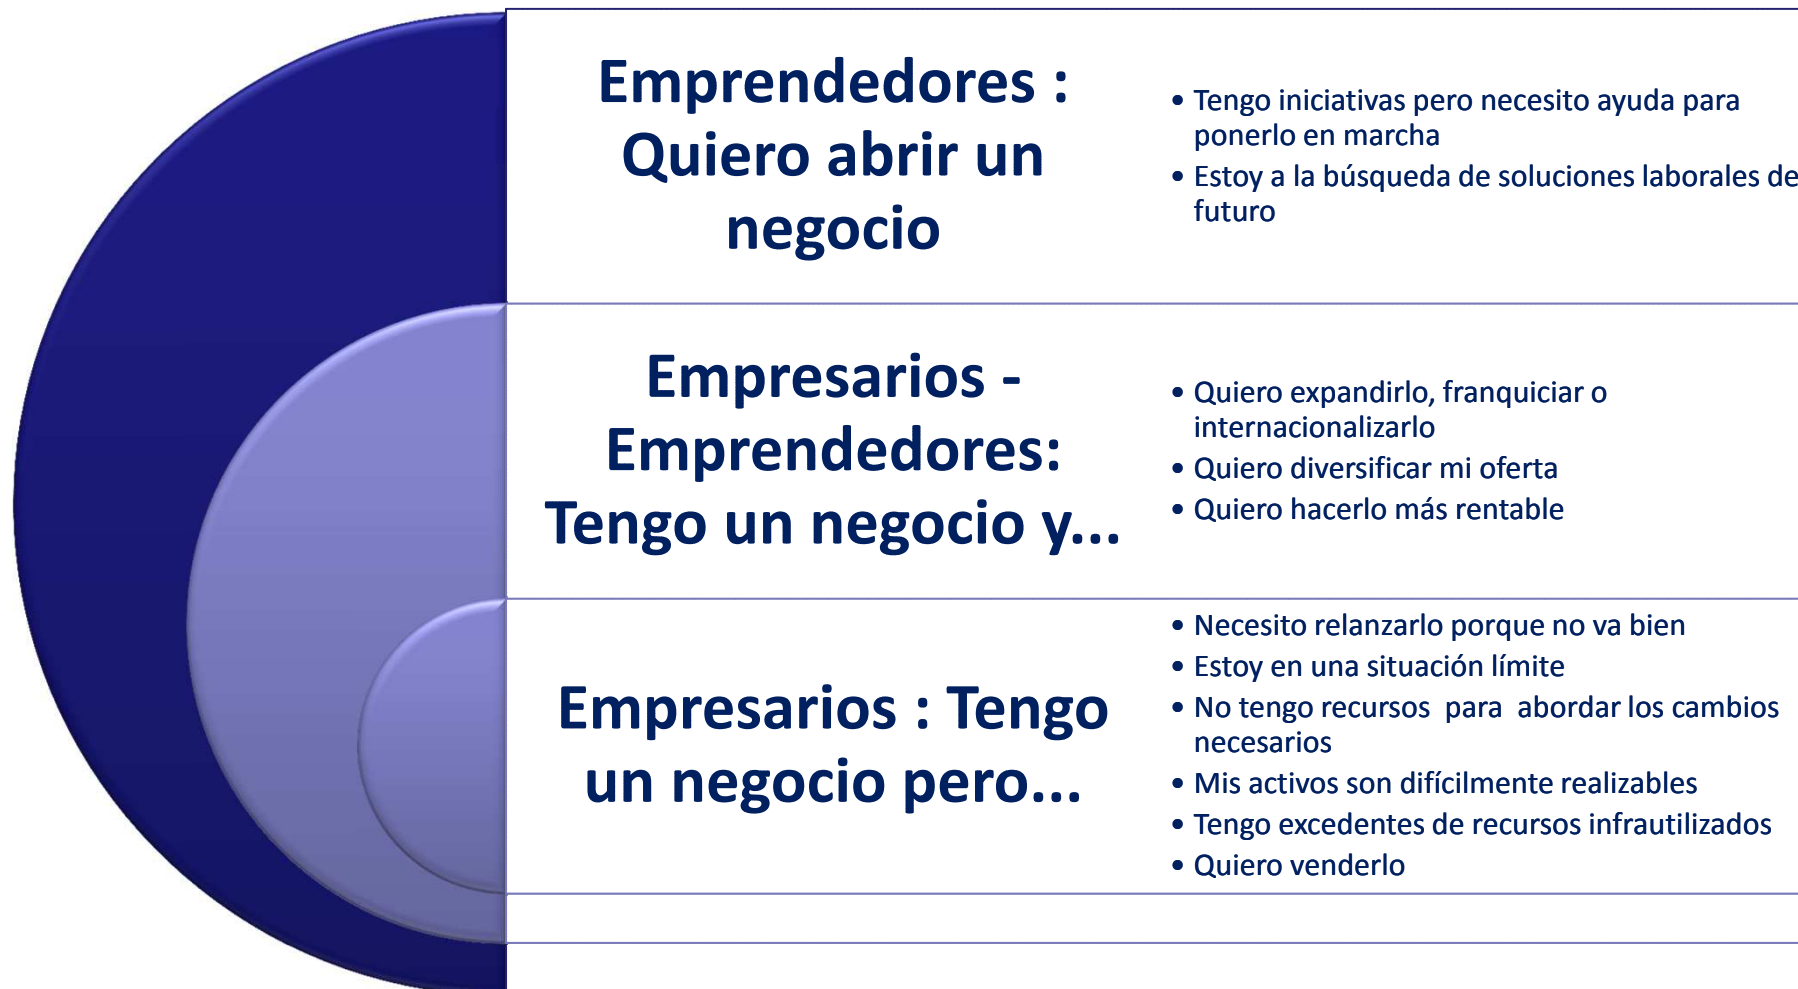 Emprendedores :
Quiero abrir un
negocio
• Tengo iniciativas pero necesito ayuda para
ponerlo en marcha
• Estoy a la búsqueda de soluciones laborales de
futuro
Empresarios -
Emprendedores:
Tengo un negocio y...
• Quiero expandirlo, franquiciar o
internacionalizarlo
• Quiero diversificar mi oferta
• Quiero hacerlo más rentable
Empresarios : Tengo
un negocio pero...
• Necesito relanzarlo porque no va bien
• Estoy en una situación límite
• No tengo recursos  para  abordar los cambios
necesarios
• Mis activos son difícilmente realizables
• Tengo excedentes de recursos infrautilizados
• Quiero venderlo